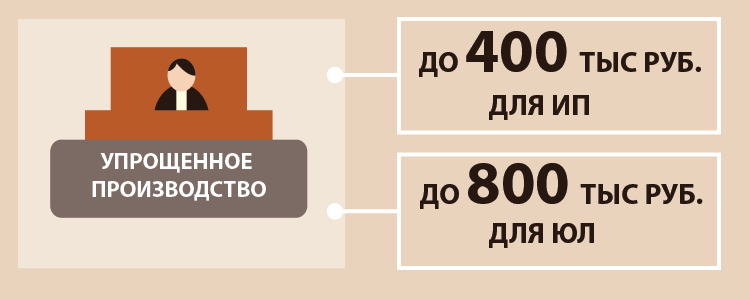 УПРОЩЕННОЕ
ПРОИЗВОДСТВО
ДО 400 ТЫС РУБ.
ДЛЯ ИП
ДО 800 ТЫС РУБ.
ДЛЯ ЮЛ